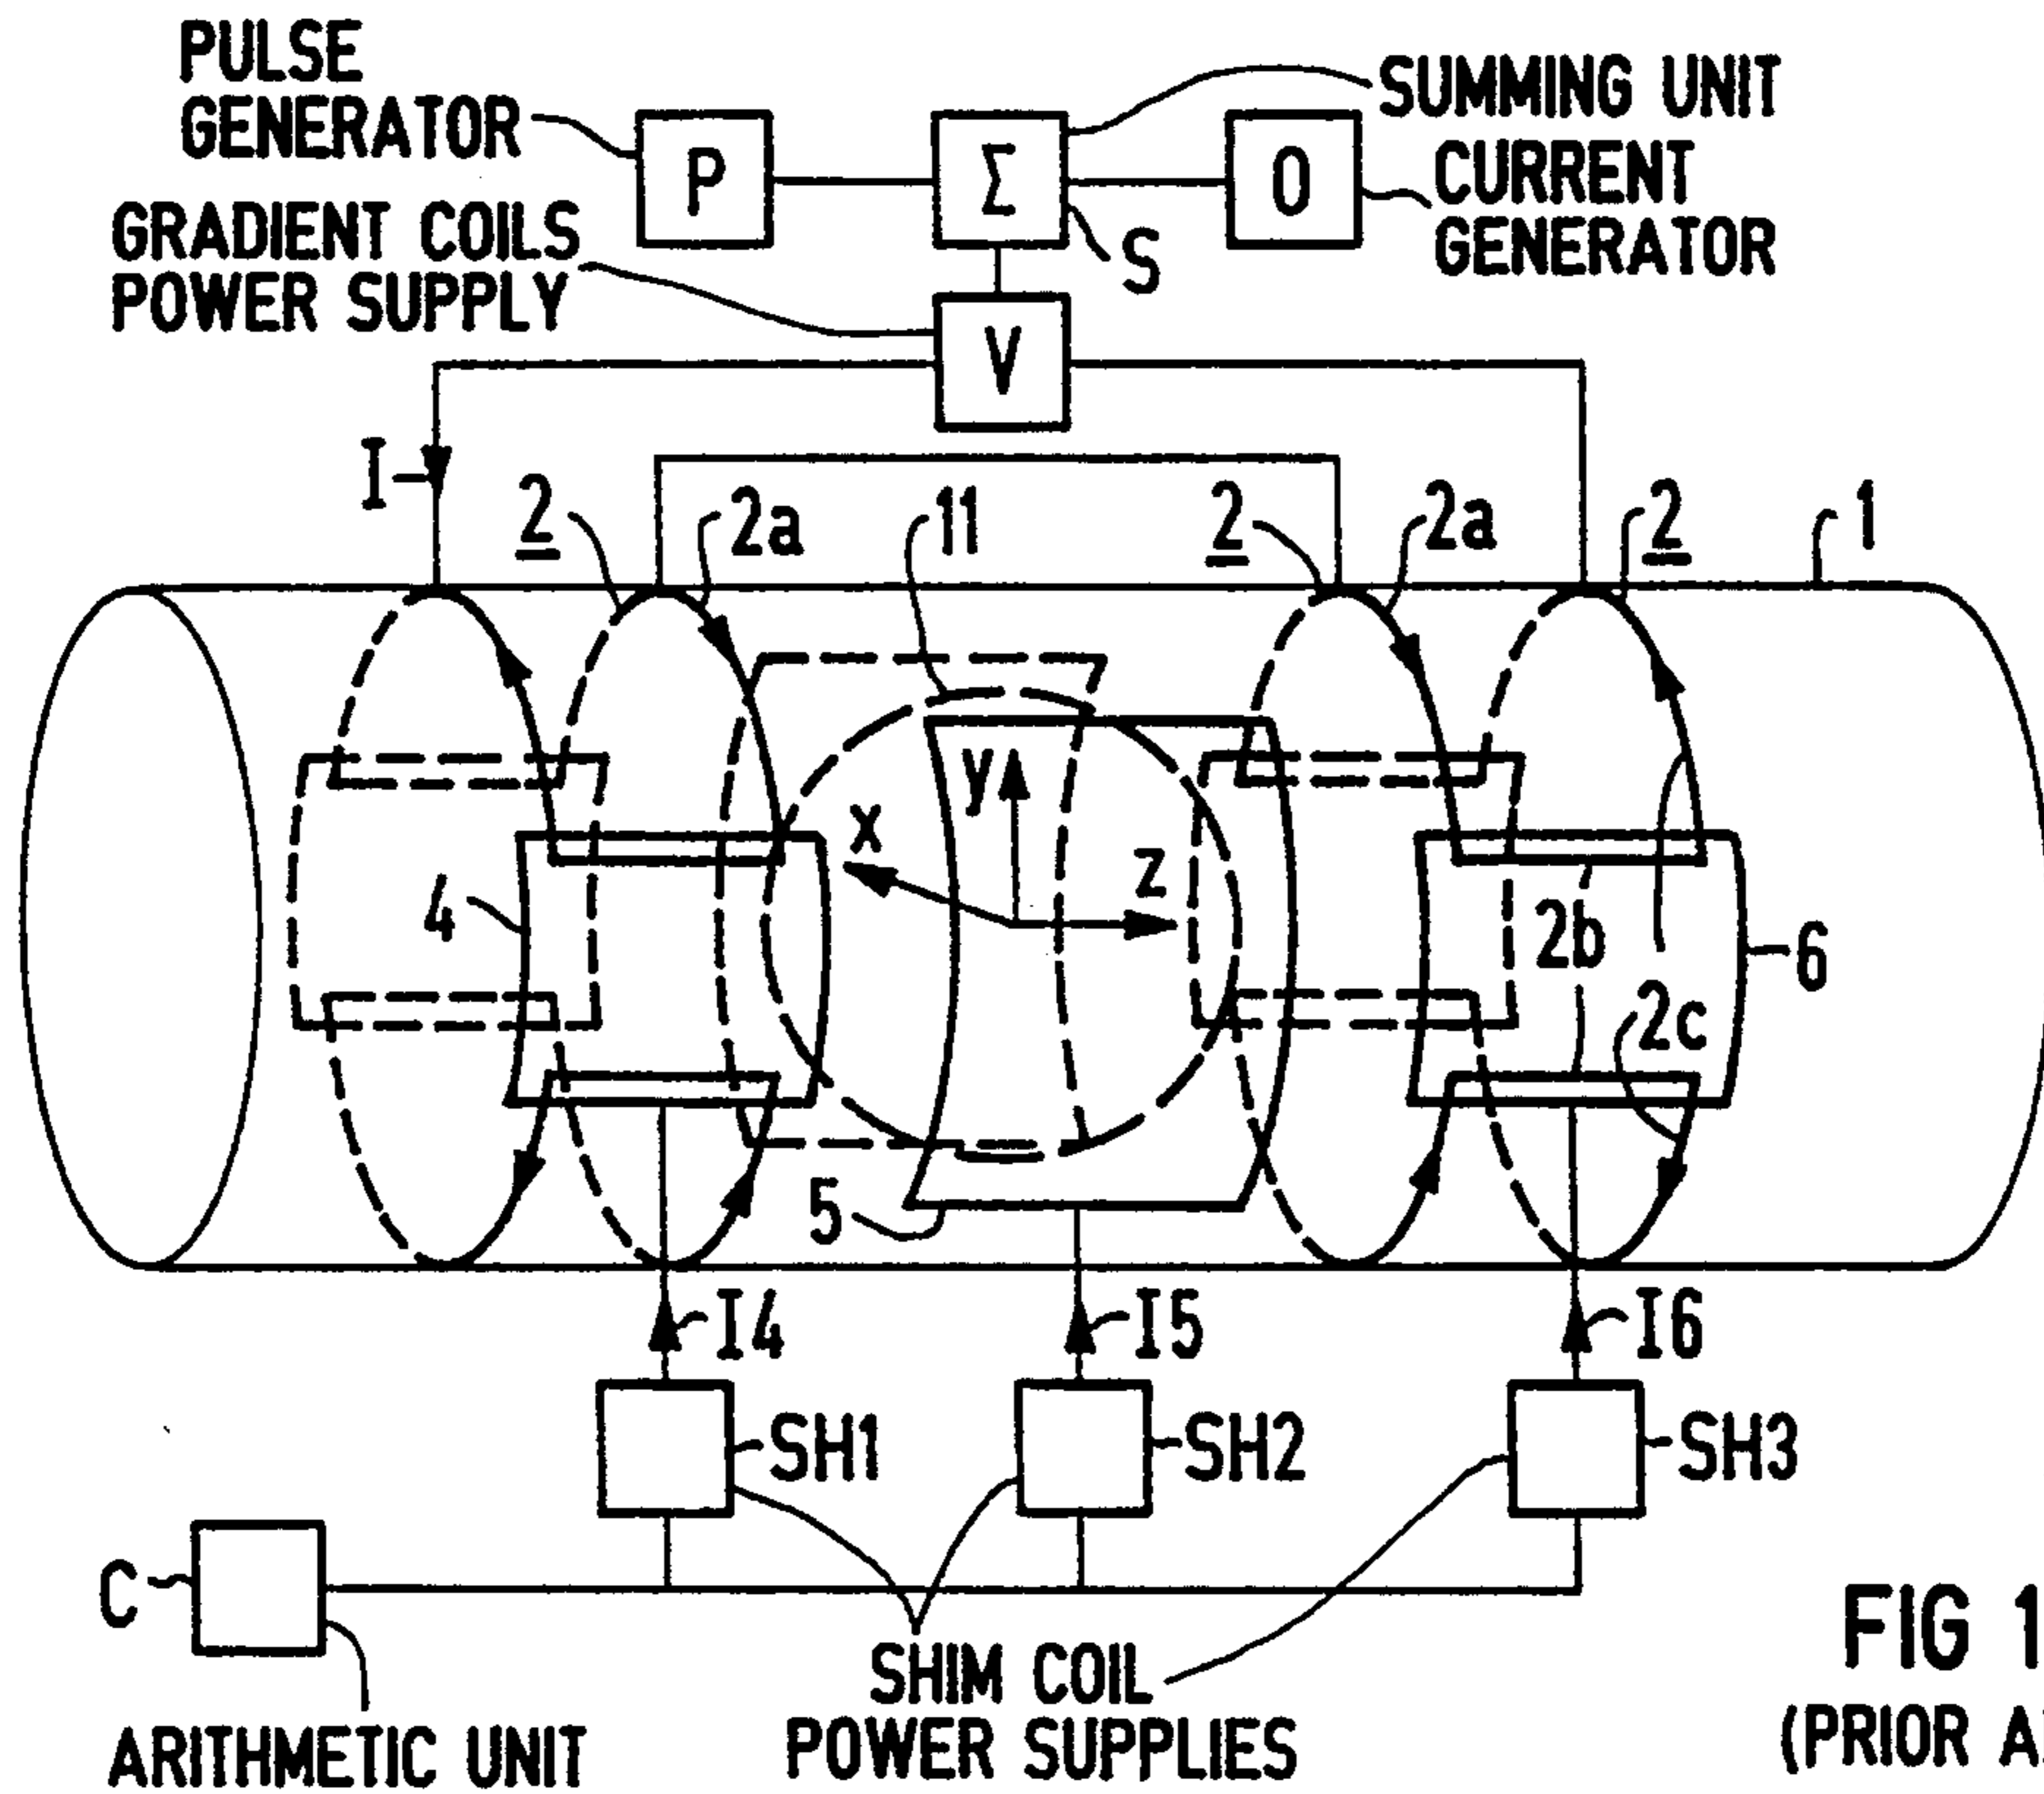 PULSE
GENERATOR
P
Σ
O
SUMMING UNIT
CURRENT
GENERATOR
GRADIENT COILS
POWER SUPPLY
S
V
I
2
2a
11
2
2a
2
1
y
x
z
4
2b
6
2c
5
I4
I5
I6
SH1
SH2
SH3
C
SHIM COIL
POWER SUPPLIES
ARITHMETIC UNIT
FIG 1
(PRIOR